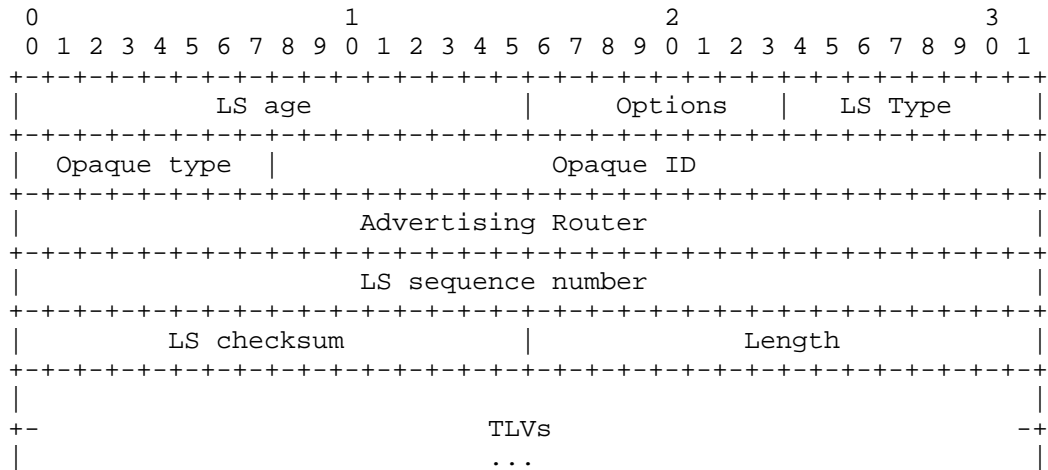 0                   1                   2                   3
 0 1 2 3 4 5 6 7 8 9 0 1 2 3 4 5 6 7 8 9 0 1 2 3 4 5 6 7 8 9 0 1
+-+-+-+-+-+-+-+-+-+-+-+-+-+-+-+-+-+-+-+-+-+-+-+-+-+-+-+-+-+-+-+-+
|            LS age             |     Options   |   LS Type     |
+-+-+-+-+-+-+-+-+-+-+-+-+-+-+-+-+-+-+-+-+-+-+-+-+-+-+-+-+-+-+-+-+
|  Opaque type  |                 Opaque ID                     |
+-+-+-+-+-+-+-+-+-+-+-+-+-+-+-+-+-+-+-+-+-+-+-+-+-+-+-+-+-+-+-+-+
|                     Advertising Router                        |
+-+-+-+-+-+-+-+-+-+-+-+-+-+-+-+-+-+-+-+-+-+-+-+-+-+-+-+-+-+-+-+-+
|                     LS sequence number                        |
+-+-+-+-+-+-+-+-+-+-+-+-+-+-+-+-+-+-+-+-+-+-+-+-+-+-+-+-+-+-+-+-+
|         LS checksum           |             Length            |
+-+-+-+-+-+-+-+-+-+-+-+-+-+-+-+-+-+-+-+-+-+-+-+-+-+-+-+-+-+-+-+-+
|                                                               |
+-                            TLVs                             -+
|                             ...                               |